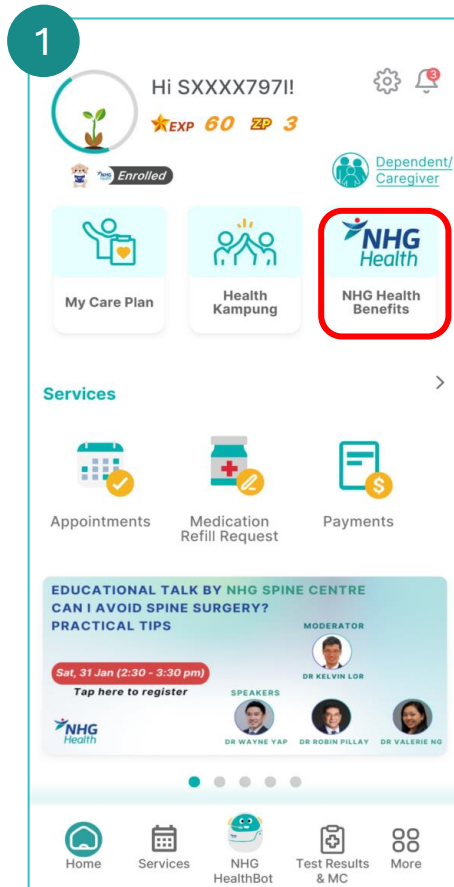 1
Hi SXXXX797I!
3
EXP 60 ZP 3
NHG Health
Enrolled
Dependent/
Caregiver
NHG
Health
My Care Plan
Health
Kampung
NHG Health
Benefits
Services
Appointments
Medication
Refill Request
Payments
EDUCATIONAL TALK BY NHG SPINE CENTRE
CAN I AVOID SPINE SURGERY?
PRACTICAL TIPS
MODERATOR
DR KELVIN LOR
Sat, 31 Jan (2:30 - 3:30 pm)
Tap here to register
SPEAKERS
NHG
Health
DR WAYNE YAP
DR ROBIN PILLAY
DR VALERIE NG
Home
Services
NHG
HealthBot
Test Results
& MC
More